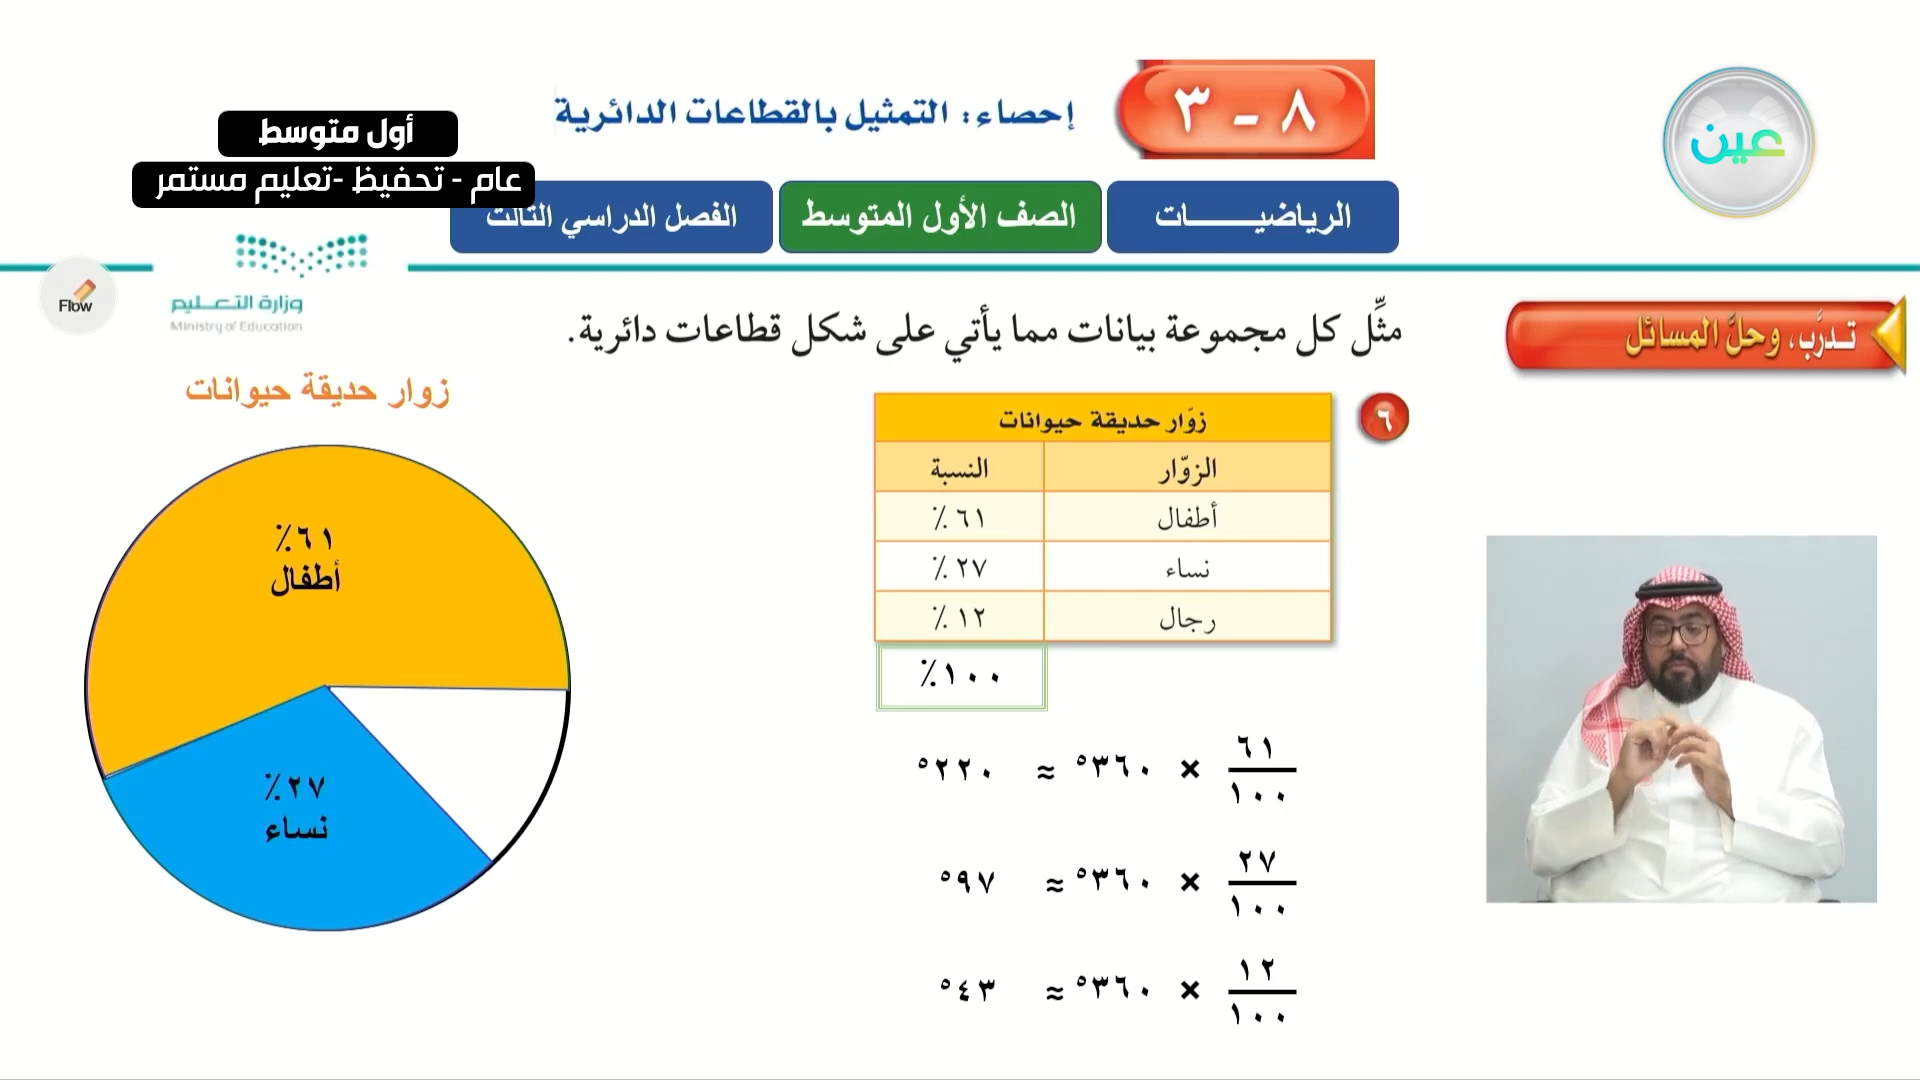 ٨ - ٣
إحصاء: التمثيل بالقطاعات الدائرية
عين
أول متوسط
عام - تحفيظ -تعليم مستمر
الرياضيــــــــات
الصف الأول المتوسط
الفصل الدراسي الثالث
Flow
وزارة التعـــليم
Ministry of Education
تـدرَّب، وحلَّ المسائل
مثِّل كل مجموعة بيانات مما يأتي على شكل قطاعات دائرية.
٦
زوّار حديقة حيوانات
الزوّار النسبة
أطفال ٦١ ٪
نساء ٢٧ ٪
رجال ١٢ ٪
١٠٠٪
٦١/١٠٠ × ٣٦٠° ≈ ٢٢٠°
٢٧/١٠٠ × ٣٦٠° ≈ ٩٧°
١٢/١٠٠ × ٣٦٠° ≈ ٤٣°
زوار حديقة حيوانات
٦١٪
أطفال
٢٧٪
نساء